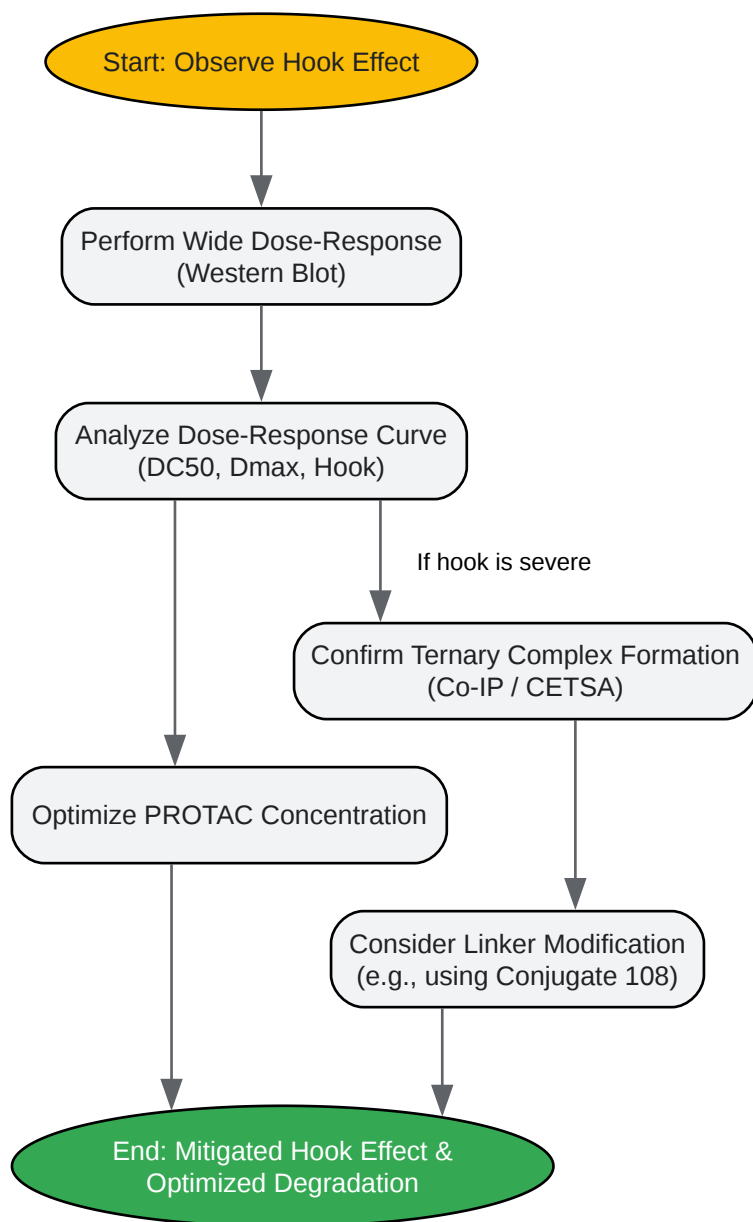 Start: Observe Hook Effect
Perform Wide Dose-Response
(Western Blot)
Analyze Dose-Response Curve
(DC50, Dmax, Hook)
If hook is severe
Confirm Ternary Complex Formation
(Co-IP / CETSA)
Optimize PROTAC Concentration
Consider Linker Modification
(e.g., using Conjugate 108)
End: Mitigated Hook Effect &
Optimized Degradation